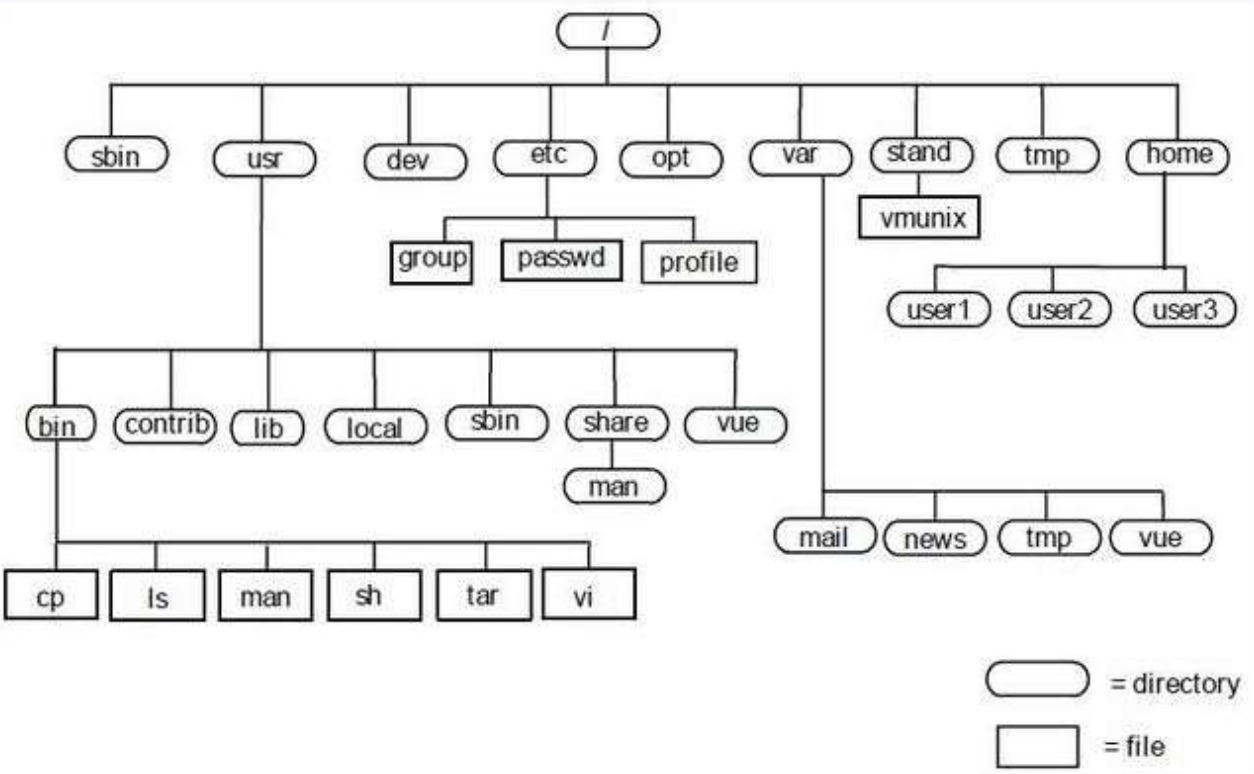 /
sbin usr dev etc opt var stand tmp home
vmunix
group passwd profile
user1 user2 user3
bin contrib lib local sbin share vue
man
mail news tmp vue
cp ls man sh tar vi
= directory
= file